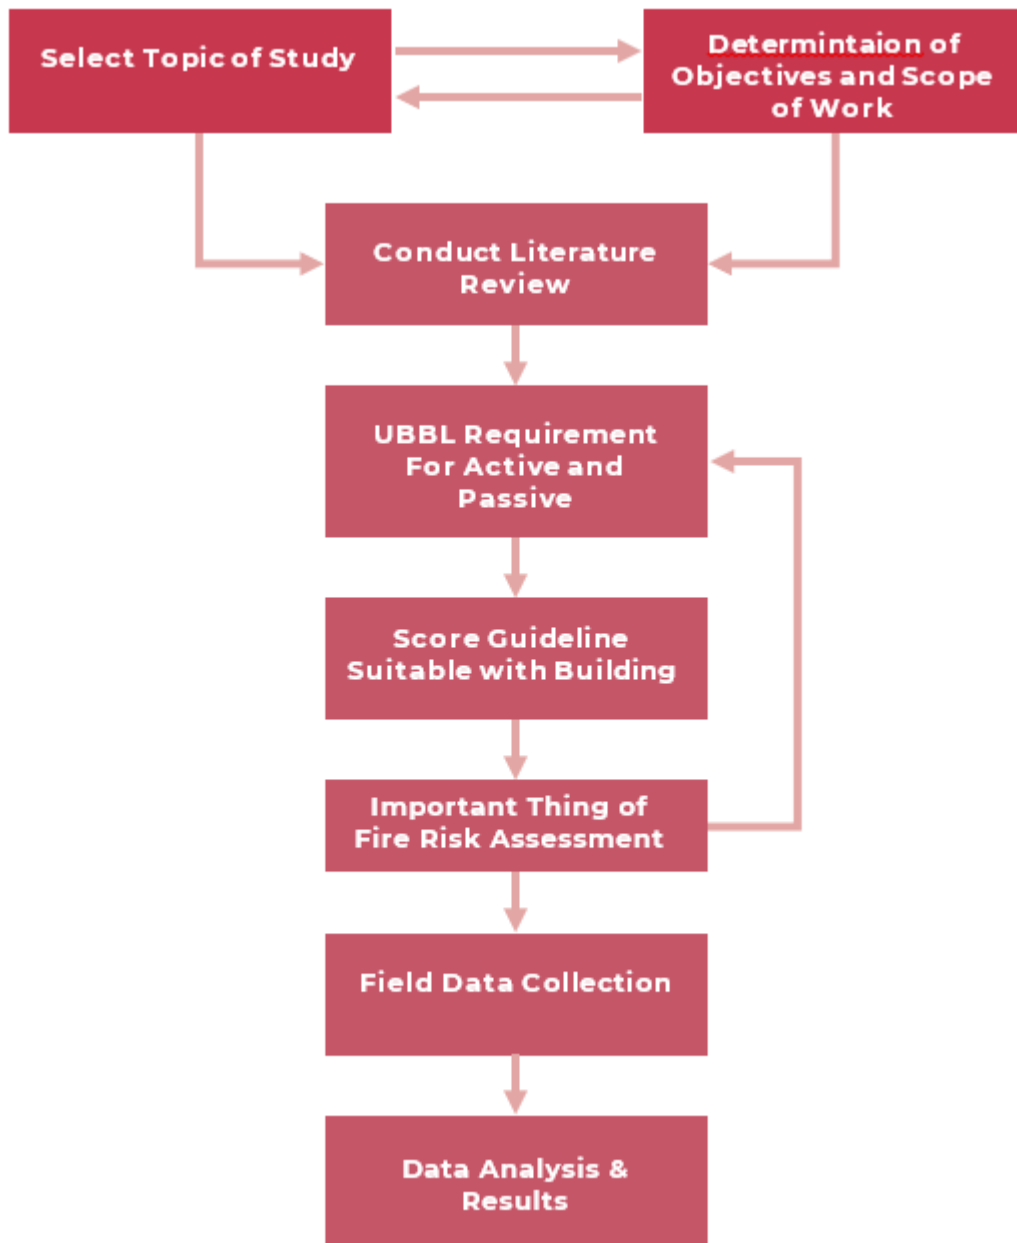 Select Topic of Study
Determintaion of
Objectives and Scope
of Work
Conduct Literature
Review
UBBL Requirement
For Active and
Passive
Score Guideline
Suitable with Building
Important Thing of
Fire Risk Assessment
Field Data Collection
Data Analysis &
Results